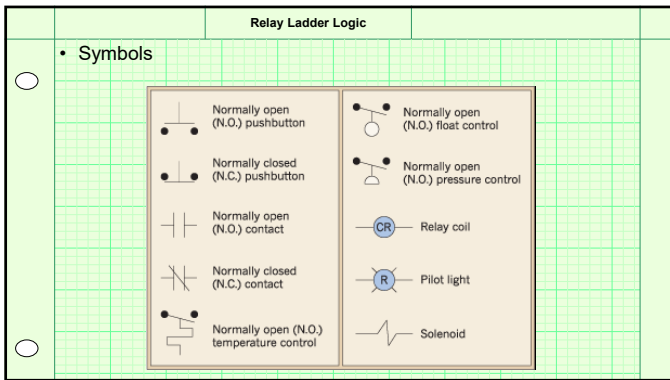 Relay Ladder Logic
• Symbols
Normally open
(N.O.) pushbutton
Normally closed
(N.C.) pushbutton
Normally open
(N.O.) contact
Normally closed
(N.C.) contact
Normally open (N.O.)
temperature control
Normally open
(N.O.) float control
Normally open
(N.O.) pressure control
CR Relay coil
R Pilot light
Solenoid